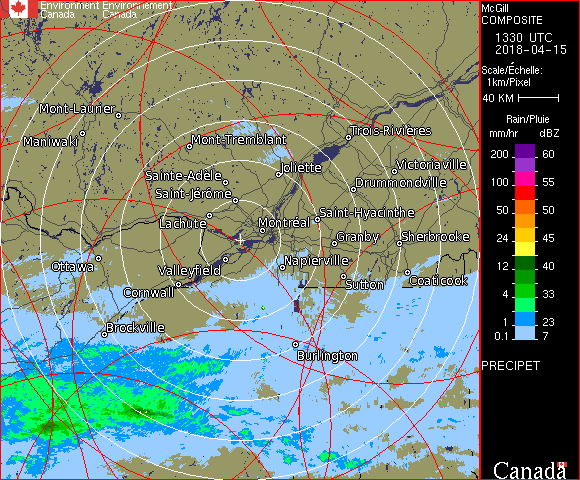 Environment Environnement
Canada Canada
Mont-Laurier
Maniwaki
Mont-Tremblant
Trois-Rivières
Joliette
Victoriaville
Sainte-Adèle
Drummondville
Saint-Jérôme
Lachute
Saint-Hyacinthe
Montréal
Granby
Sherbrooke
Ottawa
Valleyfield
Napierville
Cornwall
Sutton
Coaticook
Brockville
Burlington
McGill
COMPOSITE
1330 UTC
2018-04-15
Scale/Échelle:
1km/Pixel
40 KM
Rain/Pluie
mm/hr dBZ
200 60
100 55
50 50
24 45
12 40
4 33
1 23
0.1 7
PRECIPET
Canada